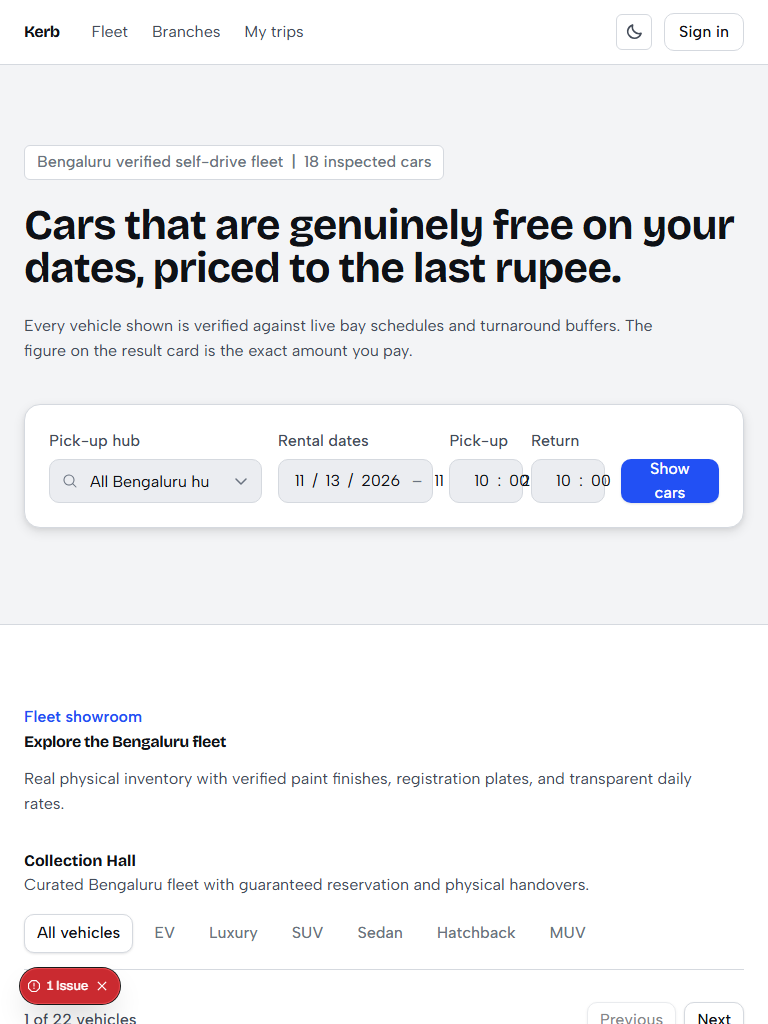 Kerb Fleet Branches My trips Sign in
Bengaluru verified self-drive fleet | 18 inspected cars
Cars that are genuinely free on your
dates, priced to the last rupee.
Every vehicle shown is verified against live bay schedules and turnaround buffers. The
figure on the result card is the exact amount you pay.
Pick-up hub Rental dates Pick-up Return
All Bengaluru hu 11 / 13 / 2026 – 11 10 : 00 10 : 00
Show
cars
Fleet showroom
Explore the Bengaluru fleet
Real physical inventory with verified paint finishes, registration plates, and transparent daily
rates.
Collection Hall
Curated Bengaluru fleet with guaranteed reservation and physical handovers.
All vehicles EV Luxury SUV Sedan Hatchback MUV
1 Issue
1 of 22 vehicles Previous Next